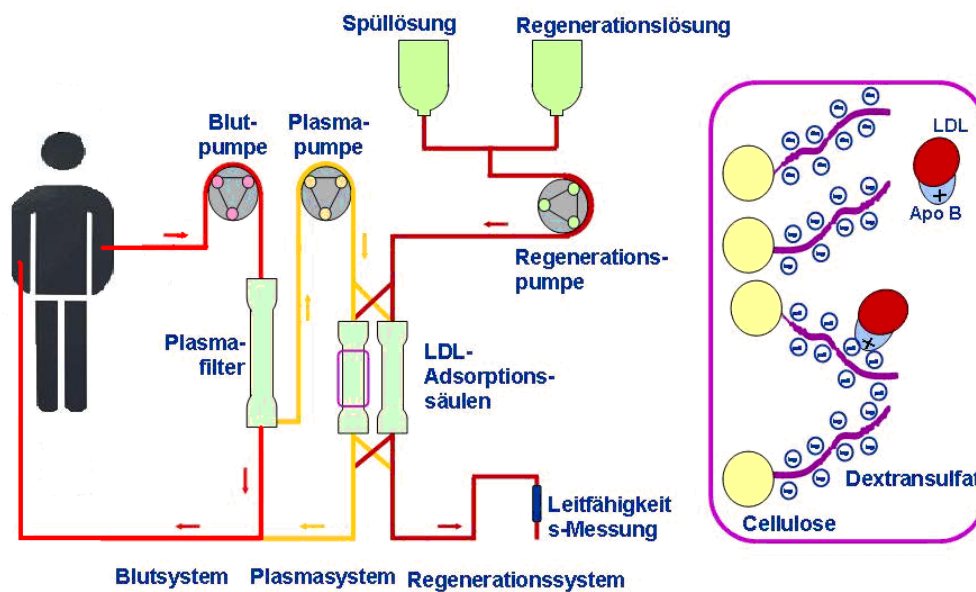 Spüllösung
Regenerationslösung
Blut-
pumpe
Plasma-
pumpe
Regenerations-
pumpe
Plasma-
filter
LDL-
Adsorptions-
säulen
Leitfähigkeit
s-Messung
Blutsystem
Plasmasystem
Regenerationssystem
LDL
+
Apo B
+
Dextransulfat
Cellulose